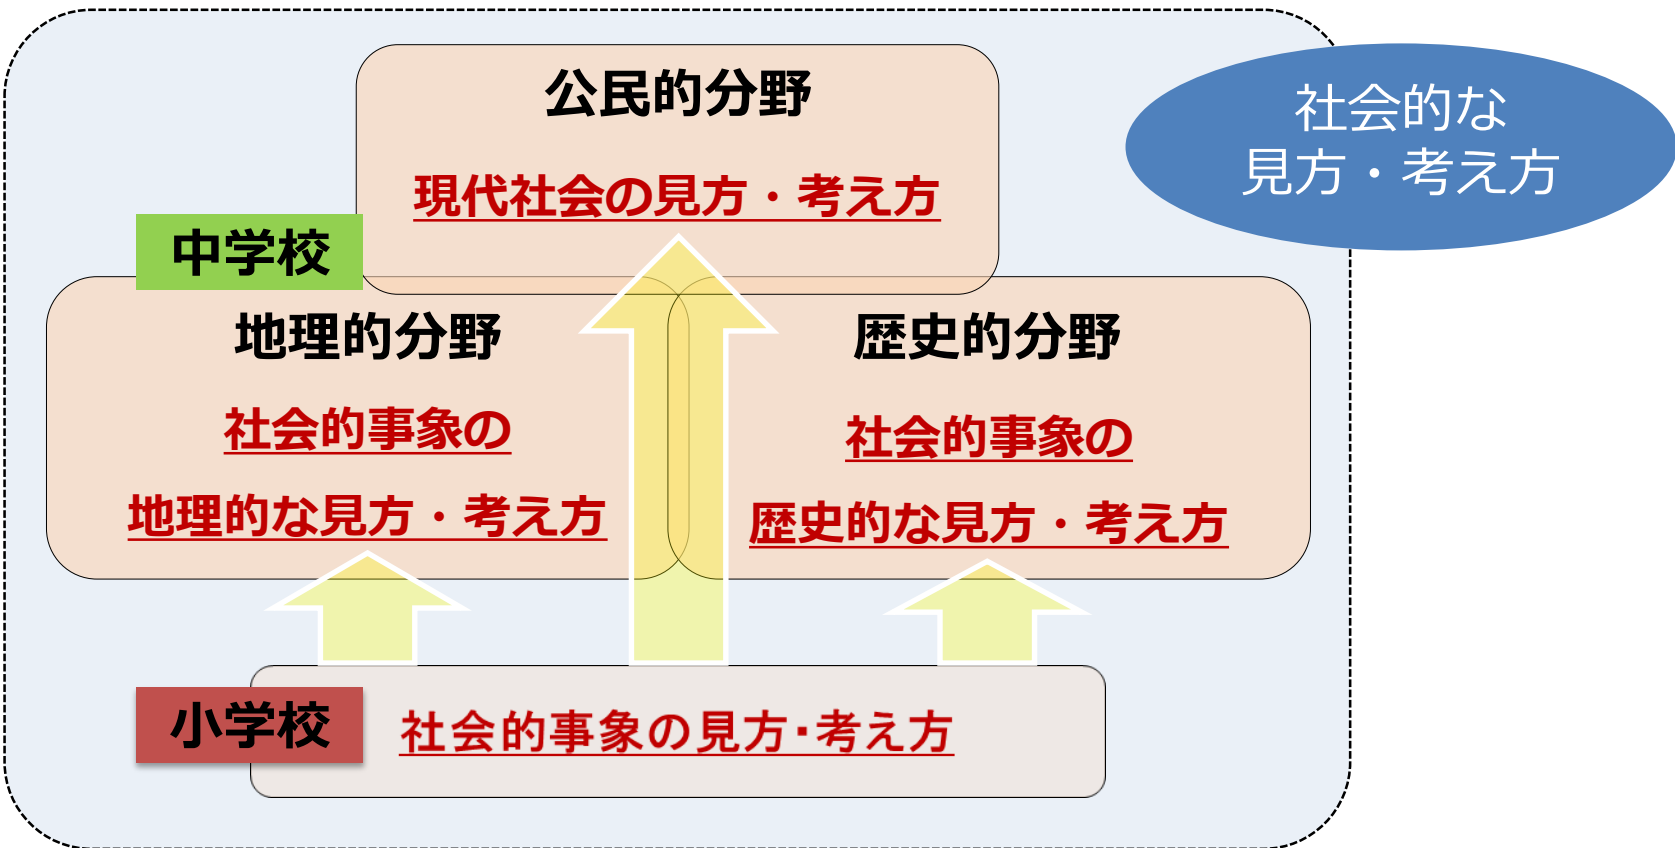 公民的分野
現代社会の見方・考え方
社会的な
見方・考え方
中学校
地理的分野
社会的事象の
地理的な見方・考え方
歴史的分野
社会的事象の
歴史的な見方・考え方
小学校
社会的事象の見方･考え方